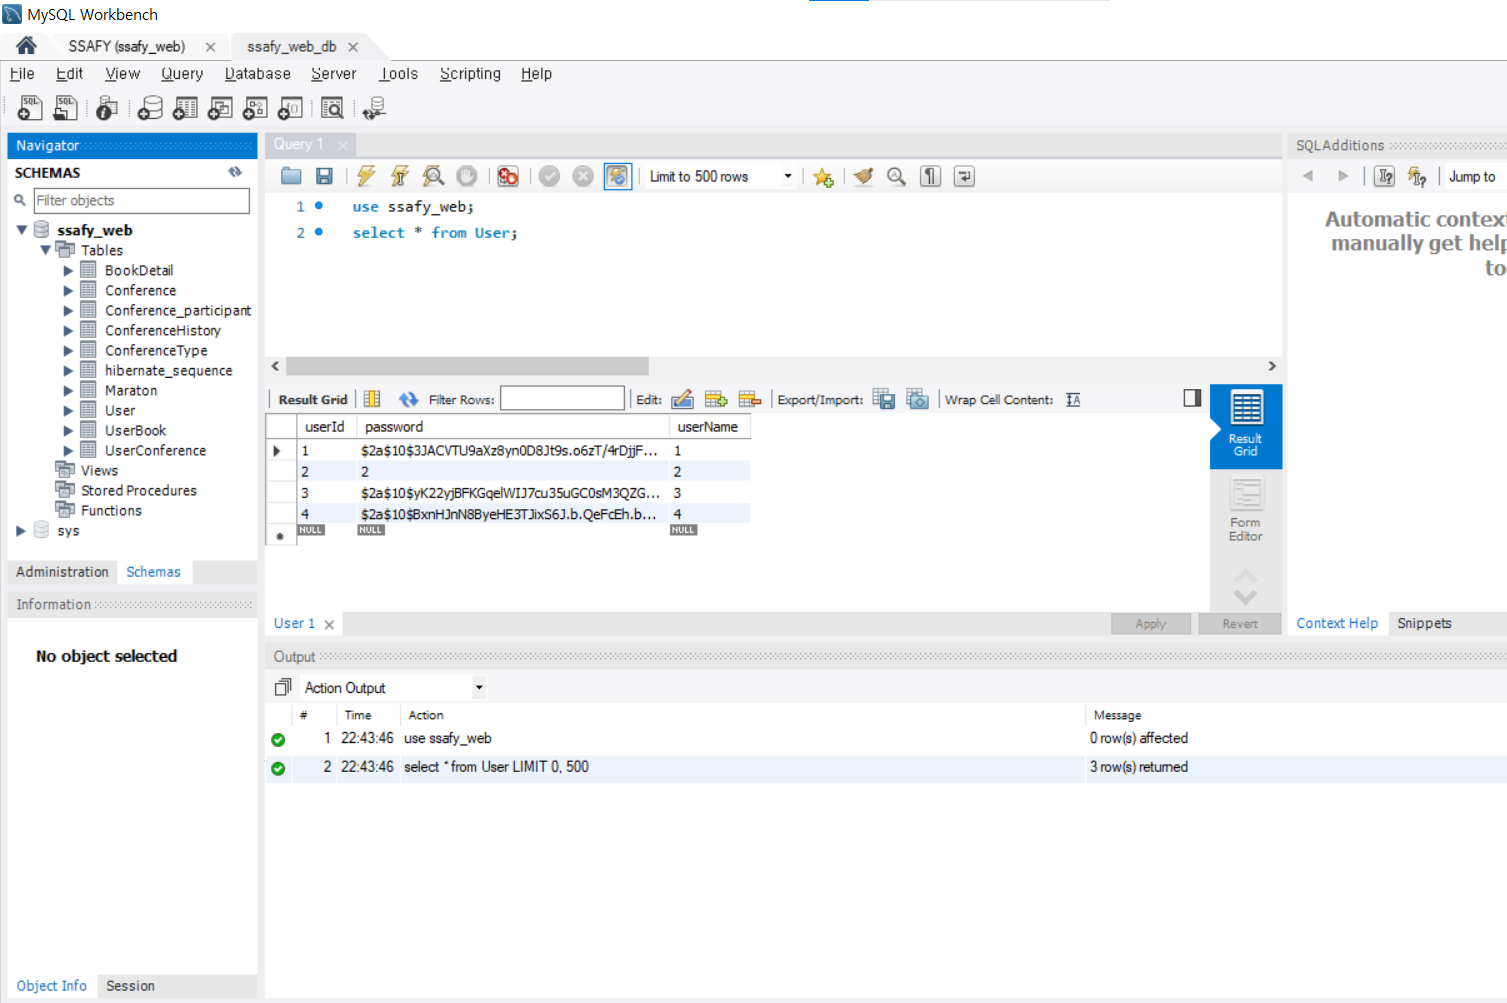 MySQL Workbench
SSAFY (ssafy_web)
ssafy_web_db
File Edit View Query Database Server Tools Scripting Help
Navigator
SCHEMAS
Filter objects
ssafy_web
Tables
BookDetail
Conference
Conference_participant
ConferenceHistory
ConferenceType
hibernate_sequence
Maraton
User
UserBook
UserConference
Views
Stored Procedures
Functions
sys
Administration Schemas
Information
No object selected
Object Info Session
Query 1
Limit to 500 rows
1 use ssafy_web;
2 select * from User;
Result Grid Filter Rows: Edit: Export/Import: Wrap Cell Content:
userId password userName
1 $2a$10$3JACVTU9aXz8yn0D8Jt9s.o6zT/4rDjjF... 1
2 2 2
3 $2a$10$yK22yjBFKGqelWIJ7cu35uGC0sM3QZG... 3
4 $2a$10$BxnHJnN8ByeHE3TJixS6J.b.QeFcEh.b... 4
NULL NULL NULL
Result
Grid
Form
Editor
User 1
Apply Revert
SQLAdditions
Jump to
Automatic context
manually get help
to
Context Help Snippets
Output
Action Output
# Time Action Message
1 22:43:46 use ssafy_web 0 row(s) affected
2 22:43:46 select * from User LIMIT 0, 500 3 row(s) returned